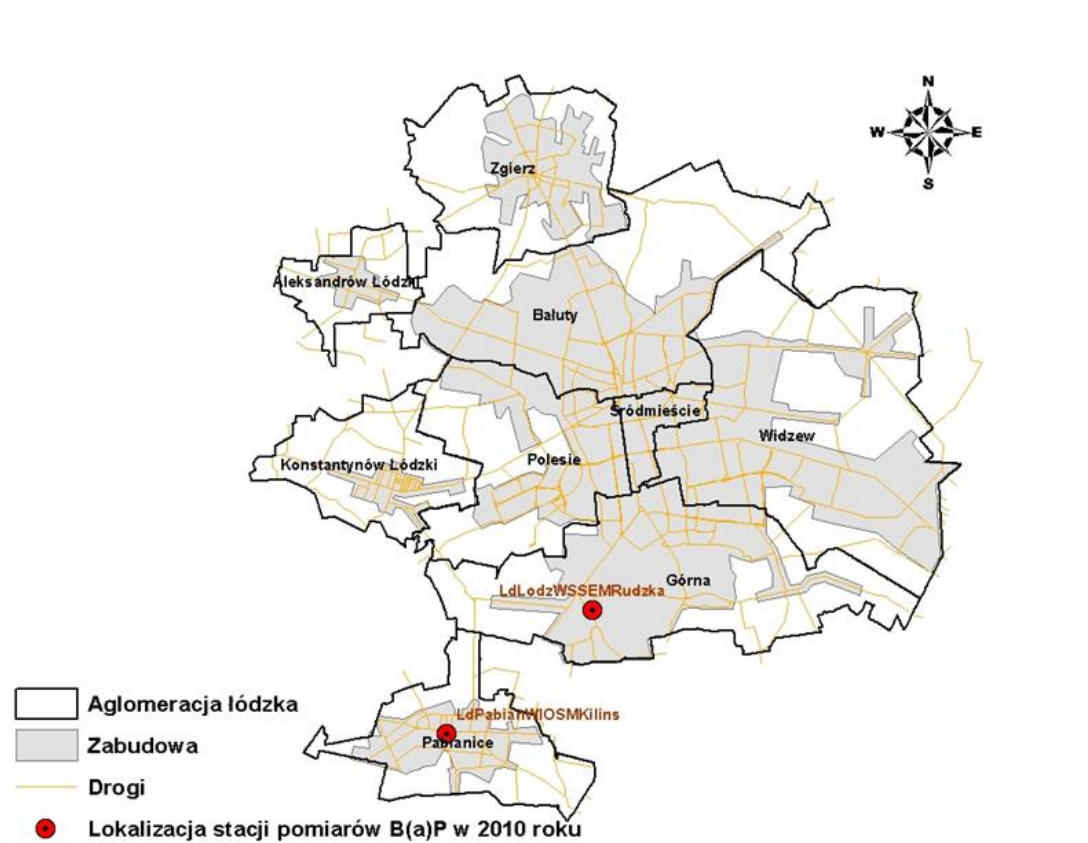 N
W
E
S
Zgierz
Aleksandrów Łódzki
Bałuty
Śródmieście
Widzew
Polesie
Konstantynów Łódzki
Górna
LdLodzWSSEMRudzka
LdPabianWIOSMKilins
Pabianice
Aglomeracja łódzka
Zabudowa
Drogi
Lokalizacja stacji pomiarów B(a)P w 2010 roku